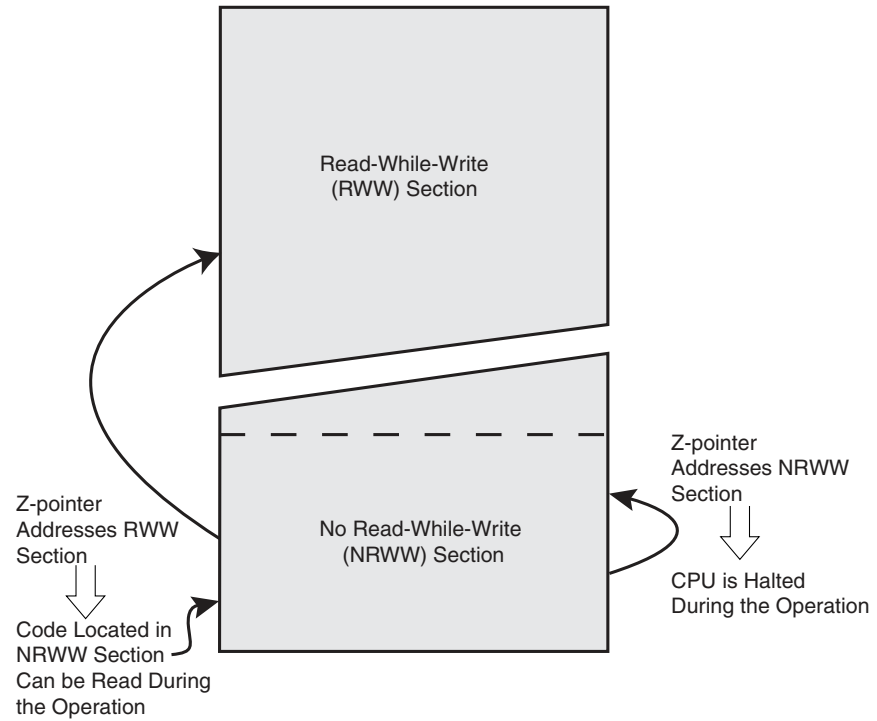 Read-While-Write
(RWW) Section
Z-pointer
Addresses NRWW
Section
Z-pointer
Addresses RWW
Section
No Read-While-Write
(NRWW) Section
CPU is Halted
During the Operation
Code Located in
NRWW Section
Can be Read During
the Operation